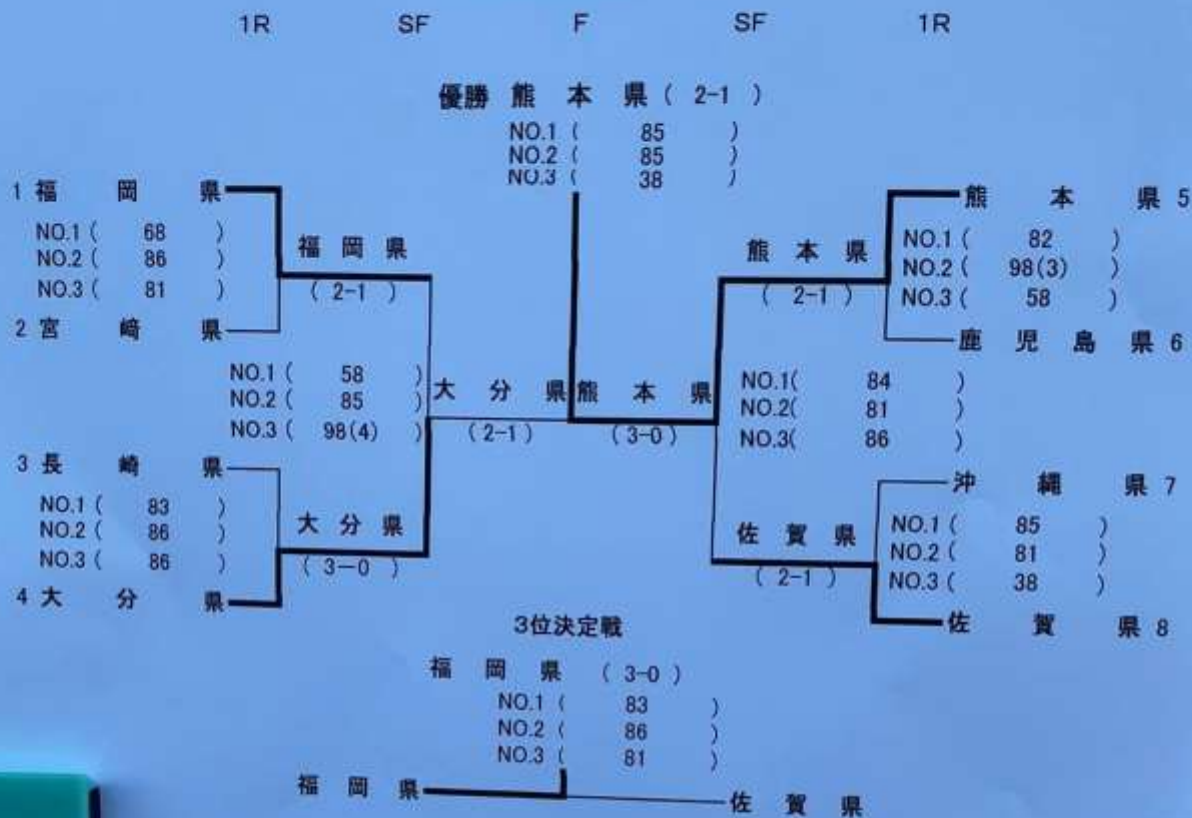 1R SF F SF 1R
優勝 熊本県 ( 2-1 )
NO.1 ( 85 )
NO.2 ( 85 )
NO.3 ( 38 )
1 福岡県
NO.1 ( 68 )
NO.2 ( 86 )
NO.3 ( 81 )
2 宮崎県
福岡県
( 2-1 )
NO.1 ( 58 )
NO.2 ( 85 )
NO.3 ( 98(4) )
3 長崎県
NO.1 ( 83 )
NO.2 ( 86 )
NO.3 ( 86 )
4 大分県
大分県
( 3-0 )
大分県
(2-1)
熊本県
(3-0)
熊本県
( 2-1 )
NO.1( 84 )
NO.2( 81 )
NO.3( 86 )
佐賀県
( 2-1 )
熊本県 5
NO.1 ( 82 )
NO.2 ( 98(3) )
NO.3 ( 58 )
鹿児島県 6
沖縄県 7
NO.1 ( 85 )
NO.2 ( 81 )
NO.3 ( 38 )
佐賀県 8
3位決定戦
福岡県 ( 3-0 )
NO.1 ( 83 )
NO.2 ( 86 )
NO.3 ( 81 )
福岡県 佐賀県